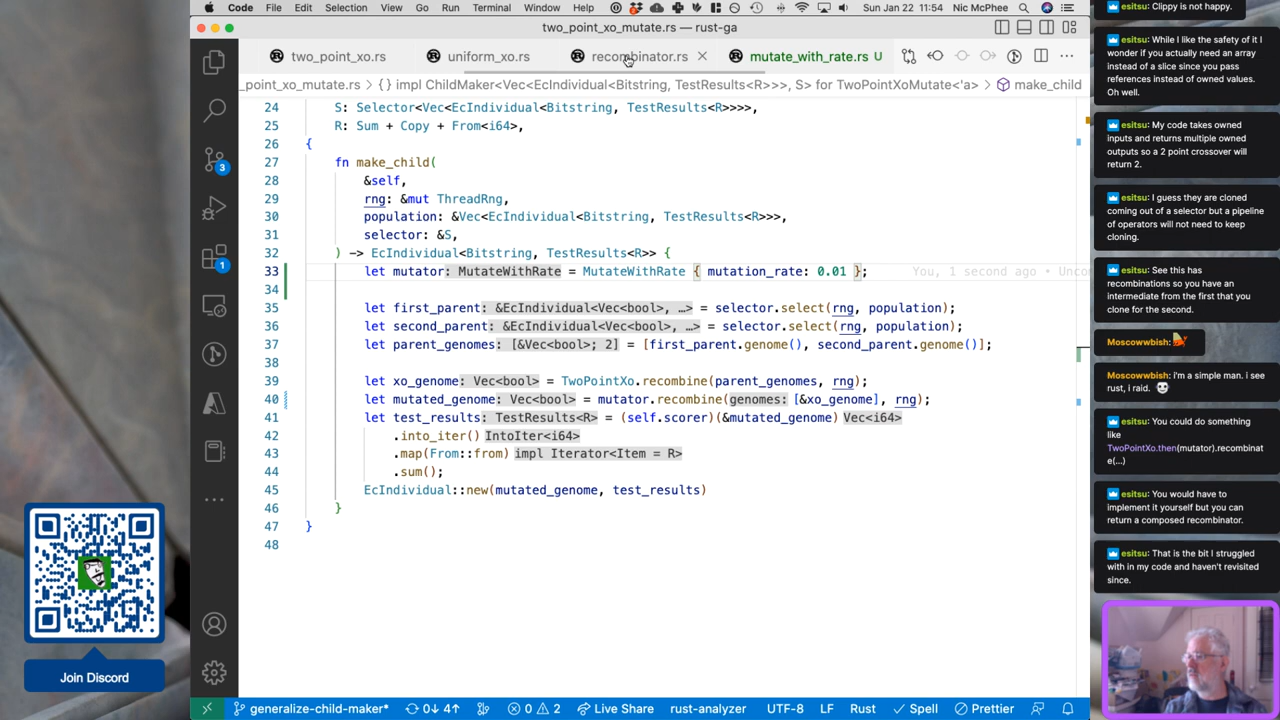 Code File Edit Selection View Go Run Terminal Window Help Sun Jan 22 11:54 Nic McPhee
two_point_xo_mutate.rs — rust-ga
two_point_xo.rs uniform_xo.rs recombinator.rs mutate_with_rate.rs U
_point_xo_mutate.rs > {} impl ChildMaker<Vec<EcIndividual<Bitstring, TestResults<R>>>, S> for TwoPointXoMutate<'a> > make_child
24 S: Selector<Vec<EcIndividual<Bitstring, TestResults<R>>>>,
25 R: Sum + Copy + From<i64>,
26 {
27 fn make_child(
28 &self,
29 rng: &mut ThreadRng,
30 population: &Vec<EcIndividual<Bitstring, TestResults<R>>>,
31 selector: &S,
32 ) -> EcIndividual<Bitstring, TestResults<R>> {
33 let mutator: MutateWithRate = MutateWithRate { mutation_rate: 0.01 }; You, 1 second ago • Unco
34
35 let first_parent: &EcIndividual<Vec<bool>, …> = selector.select(rng, population);
36 let second_parent: &EcIndividual<Vec<bool>, …> = selector.select(rng, population);
37 let parent_genomes: [&Vec<bool>; 2] = [first_parent.genome(), second_parent.genome()];
38
39 let xo_genome: Vec<bool> = TwoPointXo.recombine(parent_genomes, rng);
40 let mutated_genome: Vec<bool> = mutator.recombine(genomes: [&xo_genome], rng);
41 let test_results: TestResults<R> = (self.scorer)(&mutated_genome) Vec<i64>
42 .into_iter() IntoIter<i64>
43 .map(From::from) impl Iterator<Item = R>
44 .sum();
45 EcIndividual::new(mutated_genome, test_results)
46 }
47 }
48
3
1
generalize-child-maker* 0↓ 4↑ 0 2 Live Share rust-analyzer UTF-8 LF Rust Spell Prettier
Join Discord
esitsu: Clippy is not happy.
esitsu: While I like the safety of it I
wonder if you actually need an array
instead of a slice since you pass
references instead of owned values.
Oh well.
esitsu: My code takes owned
inputs and returns multiple owned
outputs so a 2 point crossover will
return 2.
esitsu: I guess they are cloned
coming out of a selector but a pipeline
of operators will not need to keep
cloning.
esitsu: See this has
recombinations so you have an
intermediate from the first that you
clone for the second.
Moscowwbish:
Moscowwbish: i'm a simple man. i see
rust, i raid.
esitsu: You could do something
like
TwoPointXo.then(mutator).recombinat
e(...)
esitsu: You would have to
implement it yourself but you can
return a composed recombinator.
esitsu: That is the bit I struggled
with in my code and haven't revisited
since.